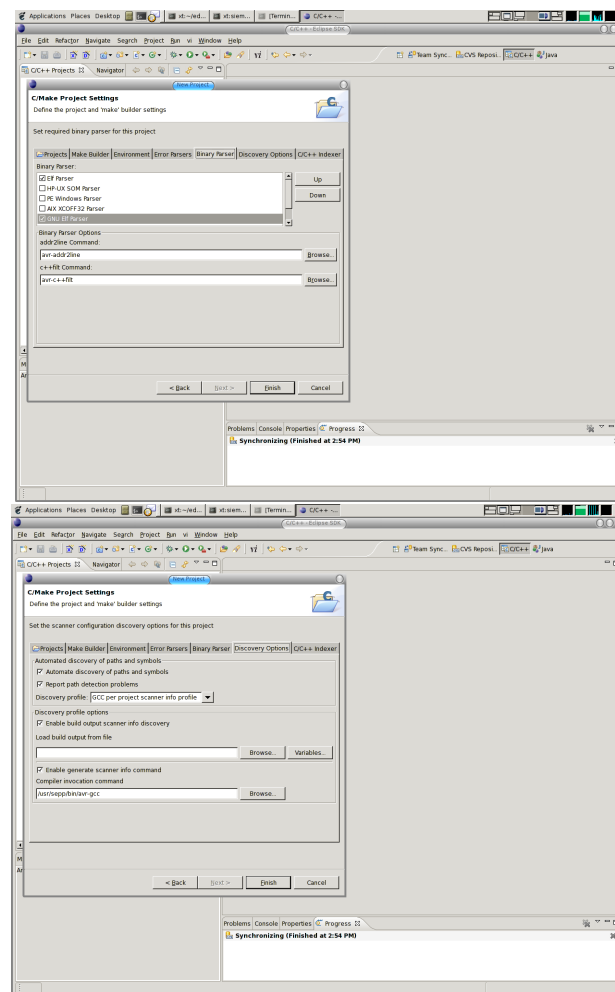 Applications Places Desktop xt:~/ed... xt:siem... [Termin... C/C++ -...
C/C++ - Eclipse SDK
File Edit Refactor Navigate Search Project Run vi Window Help
Team Sync... CVS Reposi... C/C++ Java
C/C++ Projects Navigator
New Project
C/Make Project Settings
Define the project and 'make' builder settings
Set required binary parser for this project
Projects Make Builder Environment Error Parsers Binary Parser Discovery Options C/C++ Indexer
Binary Parser:
Elf Parser
HP-UX SOM Parser
PE Windows Parser
AIX XCOFF32 Parser
GNU Elf Parser
Up
Down
Binary Parser Options
addr2line Command:
avr-addr2line Browse...
c++filt Command:
avr-c++filt Browse...
M
Ar
< Back Next > Finish Cancel
Problems Console Properties Progress
Synchronizing (Finished at 2:54 PM)
Applications Places Desktop xt:~/ed... xt:siem... [Termin... C/C++ -...
C/C++ - Eclipse SDK
File Edit Refactor Navigate Search Project Run vi Window Help
Team Sync... CVS Reposi... C/C++ Java
C/C++ Projects Navigator
New Project
C/Make Project Settings
Define the project and 'make' builder settings
Set the scanner configuration discovery options for this project
Projects Make Builder Environment Error Parsers Binary Parser Discovery Options C/C++ Indexer
Automated discovery of paths and symbols
Automate discovery of paths and symbols
Report path detection problems
Discovery profile: GCC per project scanner info profile
Discovery profile options
Enable build output scanner info discovery
Load build output from file
Browse... Variables...
Enable generate scanner info command
Compiler invocation command
/usr/sepp/bin/avr-gcc Browse...
M
Ar
< Back Next > Finish Cancel
Problems Console Properties Progress
Synchronizing (Finished at 2:54 PM)